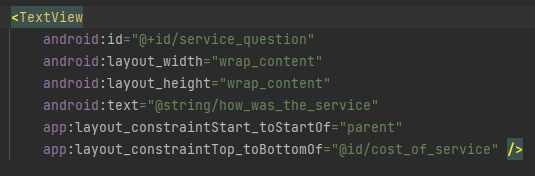 <TextView
android:id="@+id/service_question"
android:layout_width="wrap_content"
android:layout_height="wrap_content"
android:text="@string/how_was_the_service"
app:layout_constraintStart_toStartOf="parent"
app:layout_constraintTop_toBottomOf="@id/cost_of_service" />